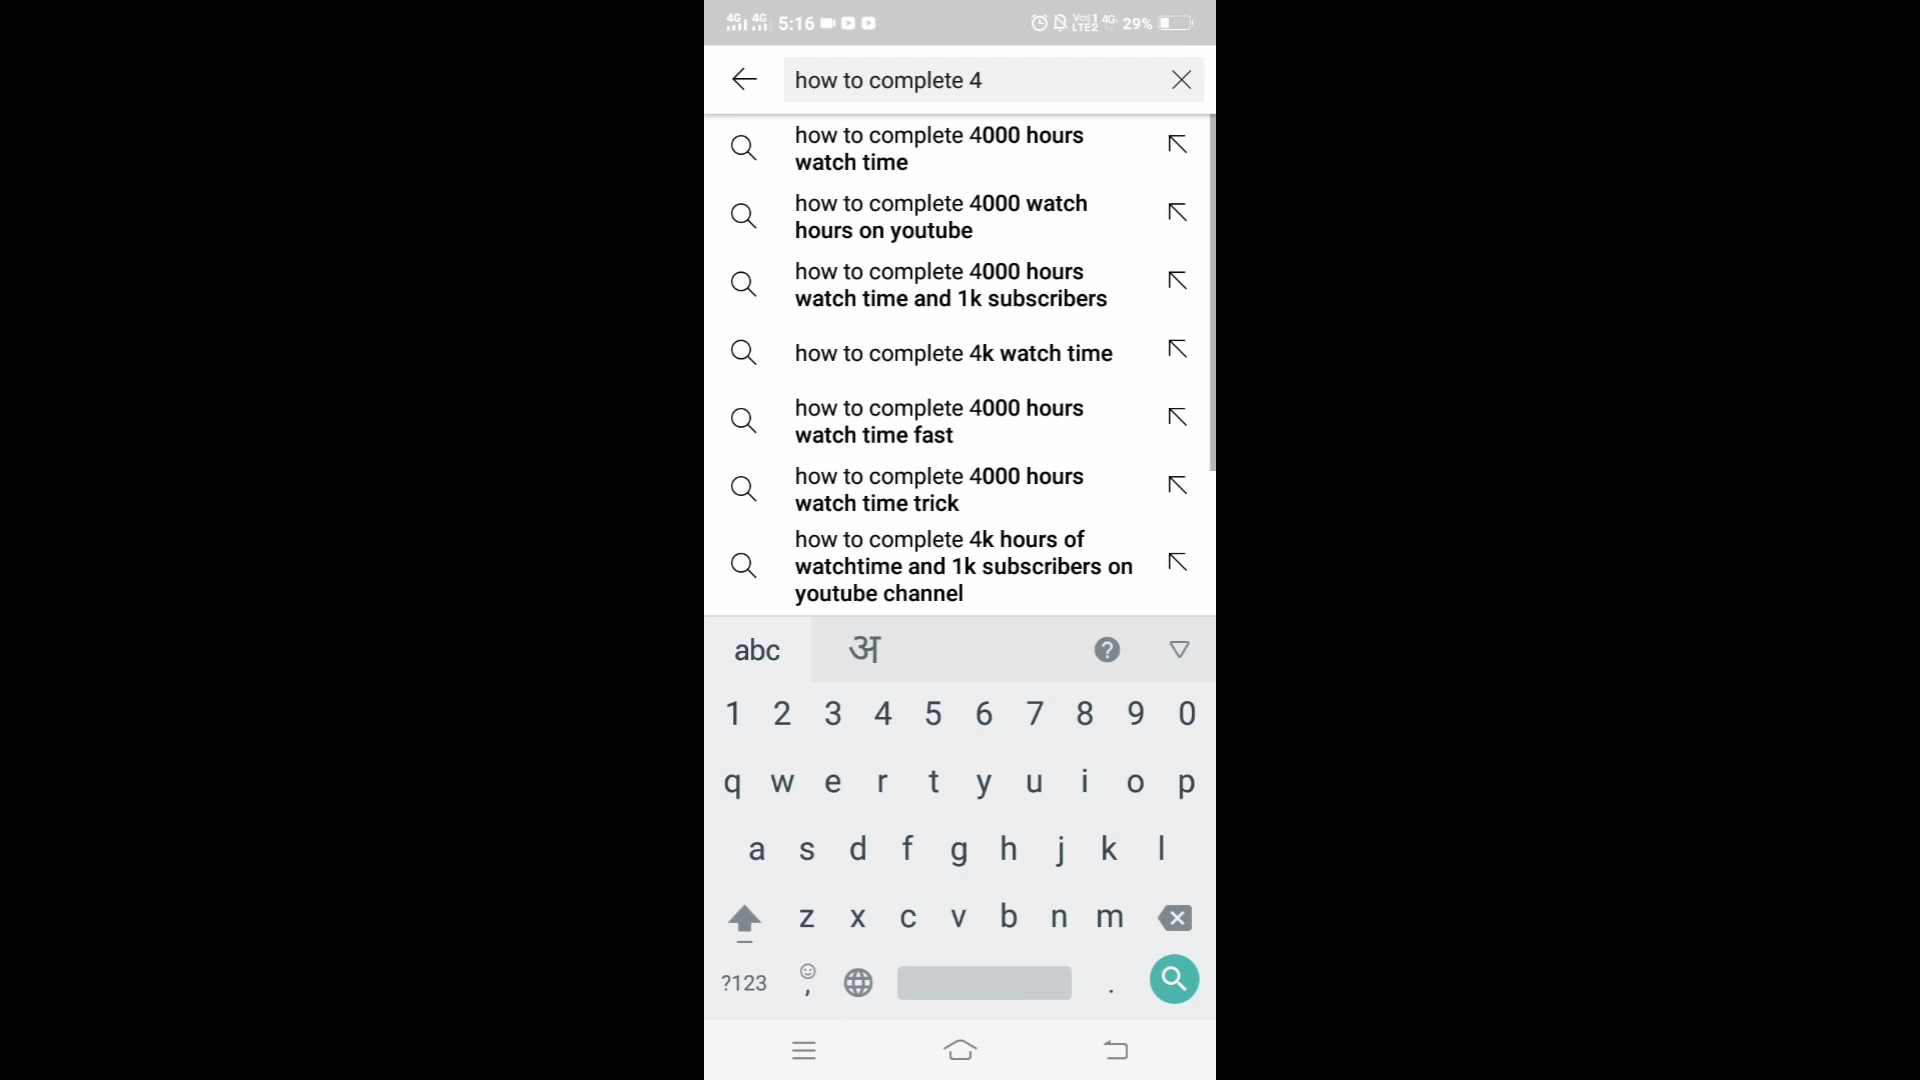 4G 4G 5:16 4G 29%
LTE2
how to complete 4
how to complete 4000 hours
watch time
how to complete 4000 watch
hours on youtube
how to complete 4000 hours
watch time and 1k subscribers
how to complete 4k watch time
how to complete 4000 hours
watch time fast
how to complete 4000 hours
watch time trick
how to complete 4k hours of
watchtime and 1k subscribers on
youtube channel
abc अ ?
1 2 3 4 5 6 7 8 9 0
q w e r t y u i o p
a s d f g h j k l
z x c v b n m
?123 , .